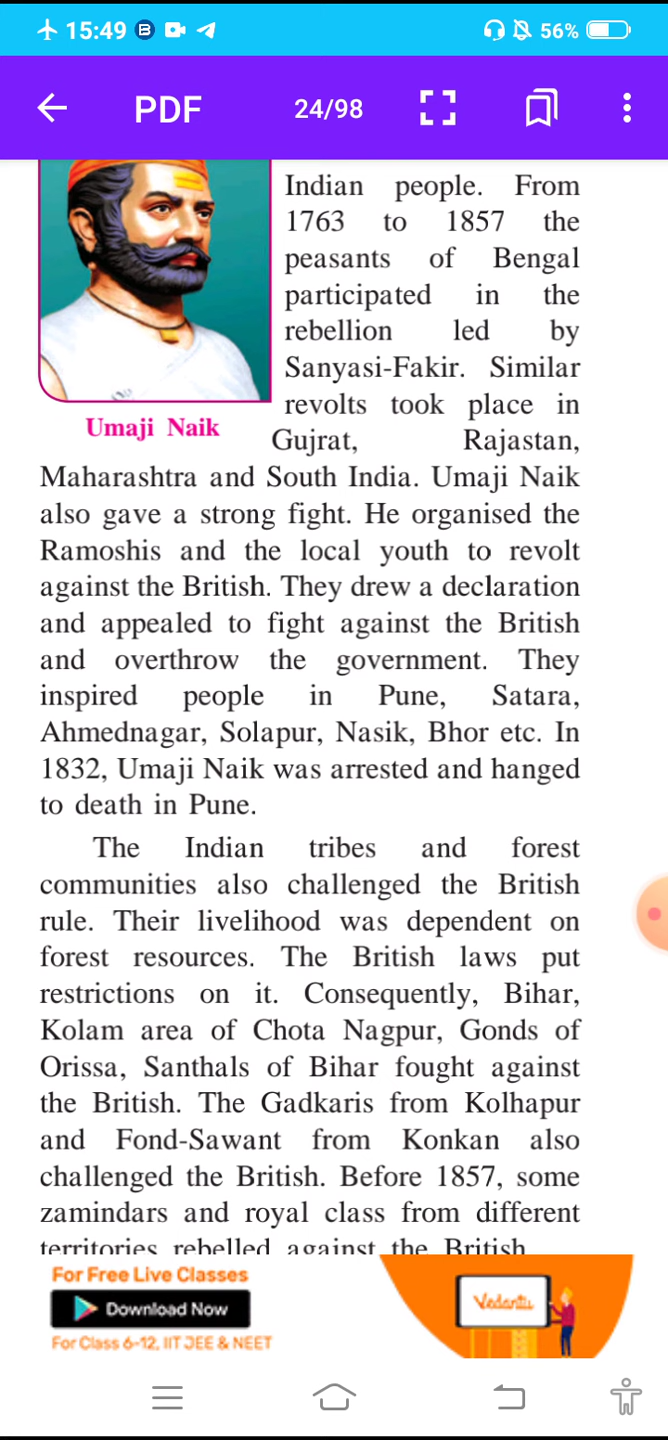 15:49
56%
PDF
24/98
Indian people. From
1763 to 1857 the
peasants of Bengal
participated in the
rebellion led by
Sanyasi-Fakir. Similar
revolts took place in
Umaji Naik
Gujrat, Rajastan,
Maharashtra and South India. Umaji Naik
also gave a strong fight. He organised the
Ramoshis and the local youth to revolt
against the British. They drew a declaration
and appealed to fight against the British
and overthrow the government. They
inspired people in Pune, Satara,
Ahmednagar, Solapur, Nasik, Bhor etc. In
1832, Umaji Naik was arrested and hanged
to death in Pune.
The Indian tribes and forest
communities also challenged the British
rule. Their livelihood was dependent on
forest resources. The British laws put
restrictions on it. Consequently, Bihar,
Kolam area of Chota Nagpur, Gonds of
Orissa, Santhals of Bihar fought against
the British. The Gadkaris from Kolhapur
and Fond-Sawant from Konkan also
challenged the British. Before 1857, some
zamindars and royal class from different
territories rebelled against the British
For Free Live Classes
Download Now
For Class 6-12, IIT JEE & NEET
Vedantu